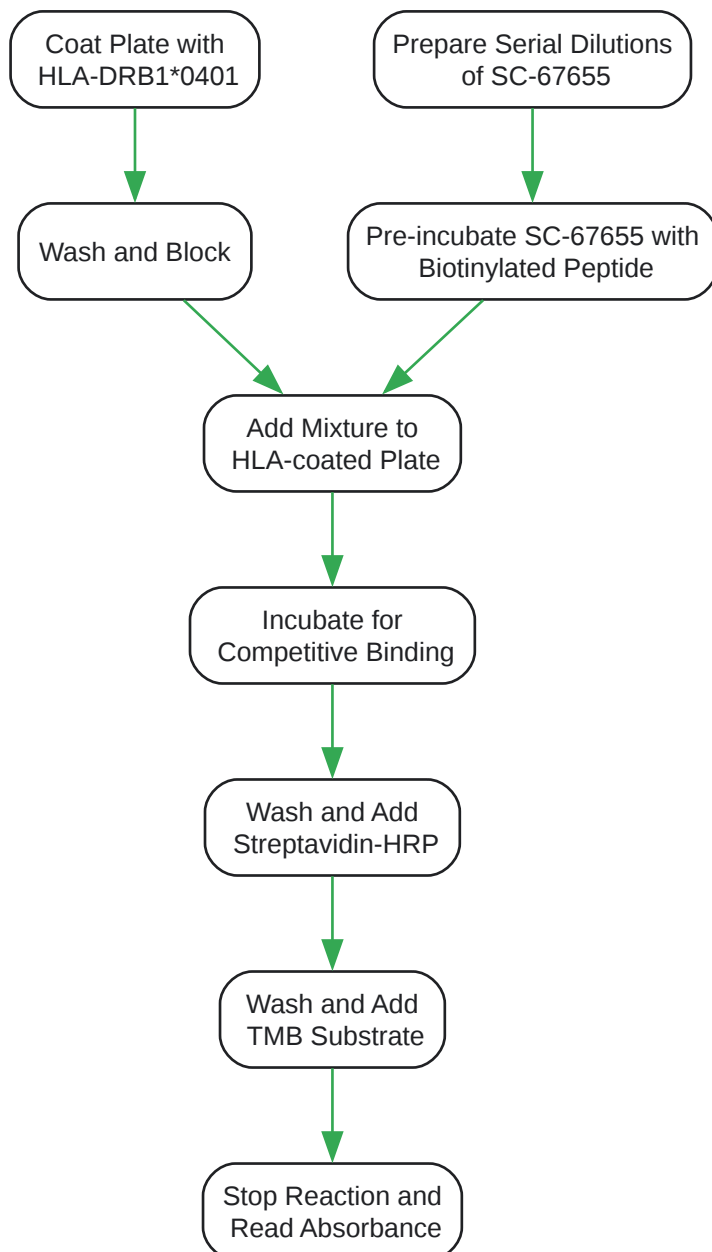 Coat Plate with
HLA-DRB1*0401
Prepare Serial Dilutions
of SC-67655
Wash and Block
Pre-incubate SC-67655 with
Biotinylated Peptide
Add Mixture to
HLA-coated Plate
Incubate for
Competitive Binding
Wash and Add
Streptavidin-HRP
Wash and Add
TMB Substrate
Stop Reaction and
Read Absorbance